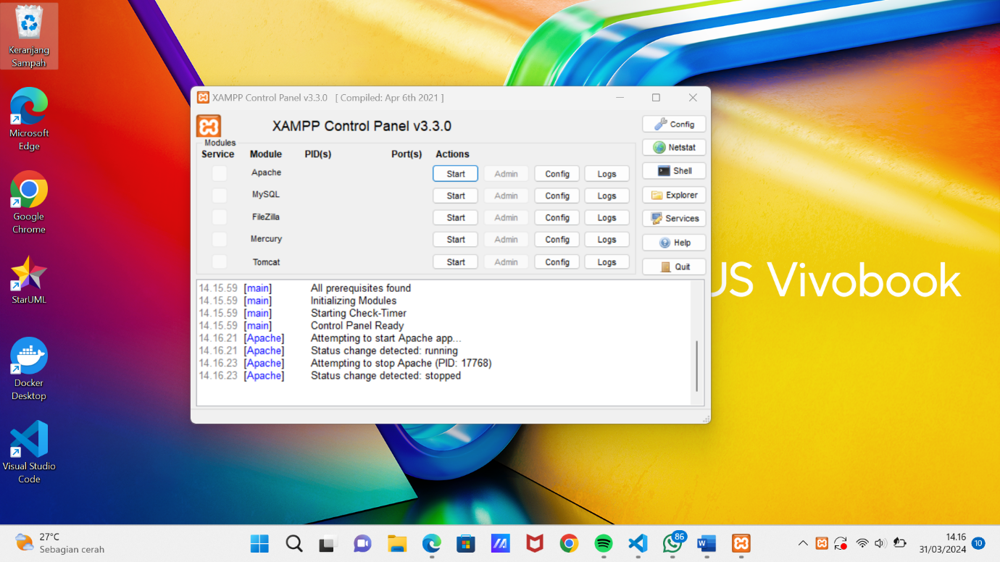 Keranjang
Sampah
Microsoft
Edge
Google
Chrome
StarUML
Docker
Desktop
Visual Studio
Code
XAMPP Control Panel v3.3.0 [ Compiled: Apr 6th 2021 ]
XAMPP Control Panel v3.3.0
Modules
Service Module PID(s) Port(s) Actions
Apache Start Admin Config Logs
MySQL Start Admin Config Logs
FileZilla Start Admin Config Logs
Mercury Start Admin Config Logs
Tomcat Start Admin Config Logs
Config
Netstat
Shell
Explorer
Services
Help
Quit
14.15.59 [main] All prerequisites found
14.15.59 [main] Initializing Modules
14.15.59 [main] Starting Check-Timer
14.15.59 [main] Control Panel Ready
14.16.21 [Apache] Attempting to start Apache app...
14.16.21 [Apache] Status change detected: running
14.16.23 [Apache] Attempting to stop Apache (PID: 17768)
14.16.23 [Apache] Status change detected: stopped
US Vivobook
27°C
Sebagian cerah
86
14.16
31/03/2024
10